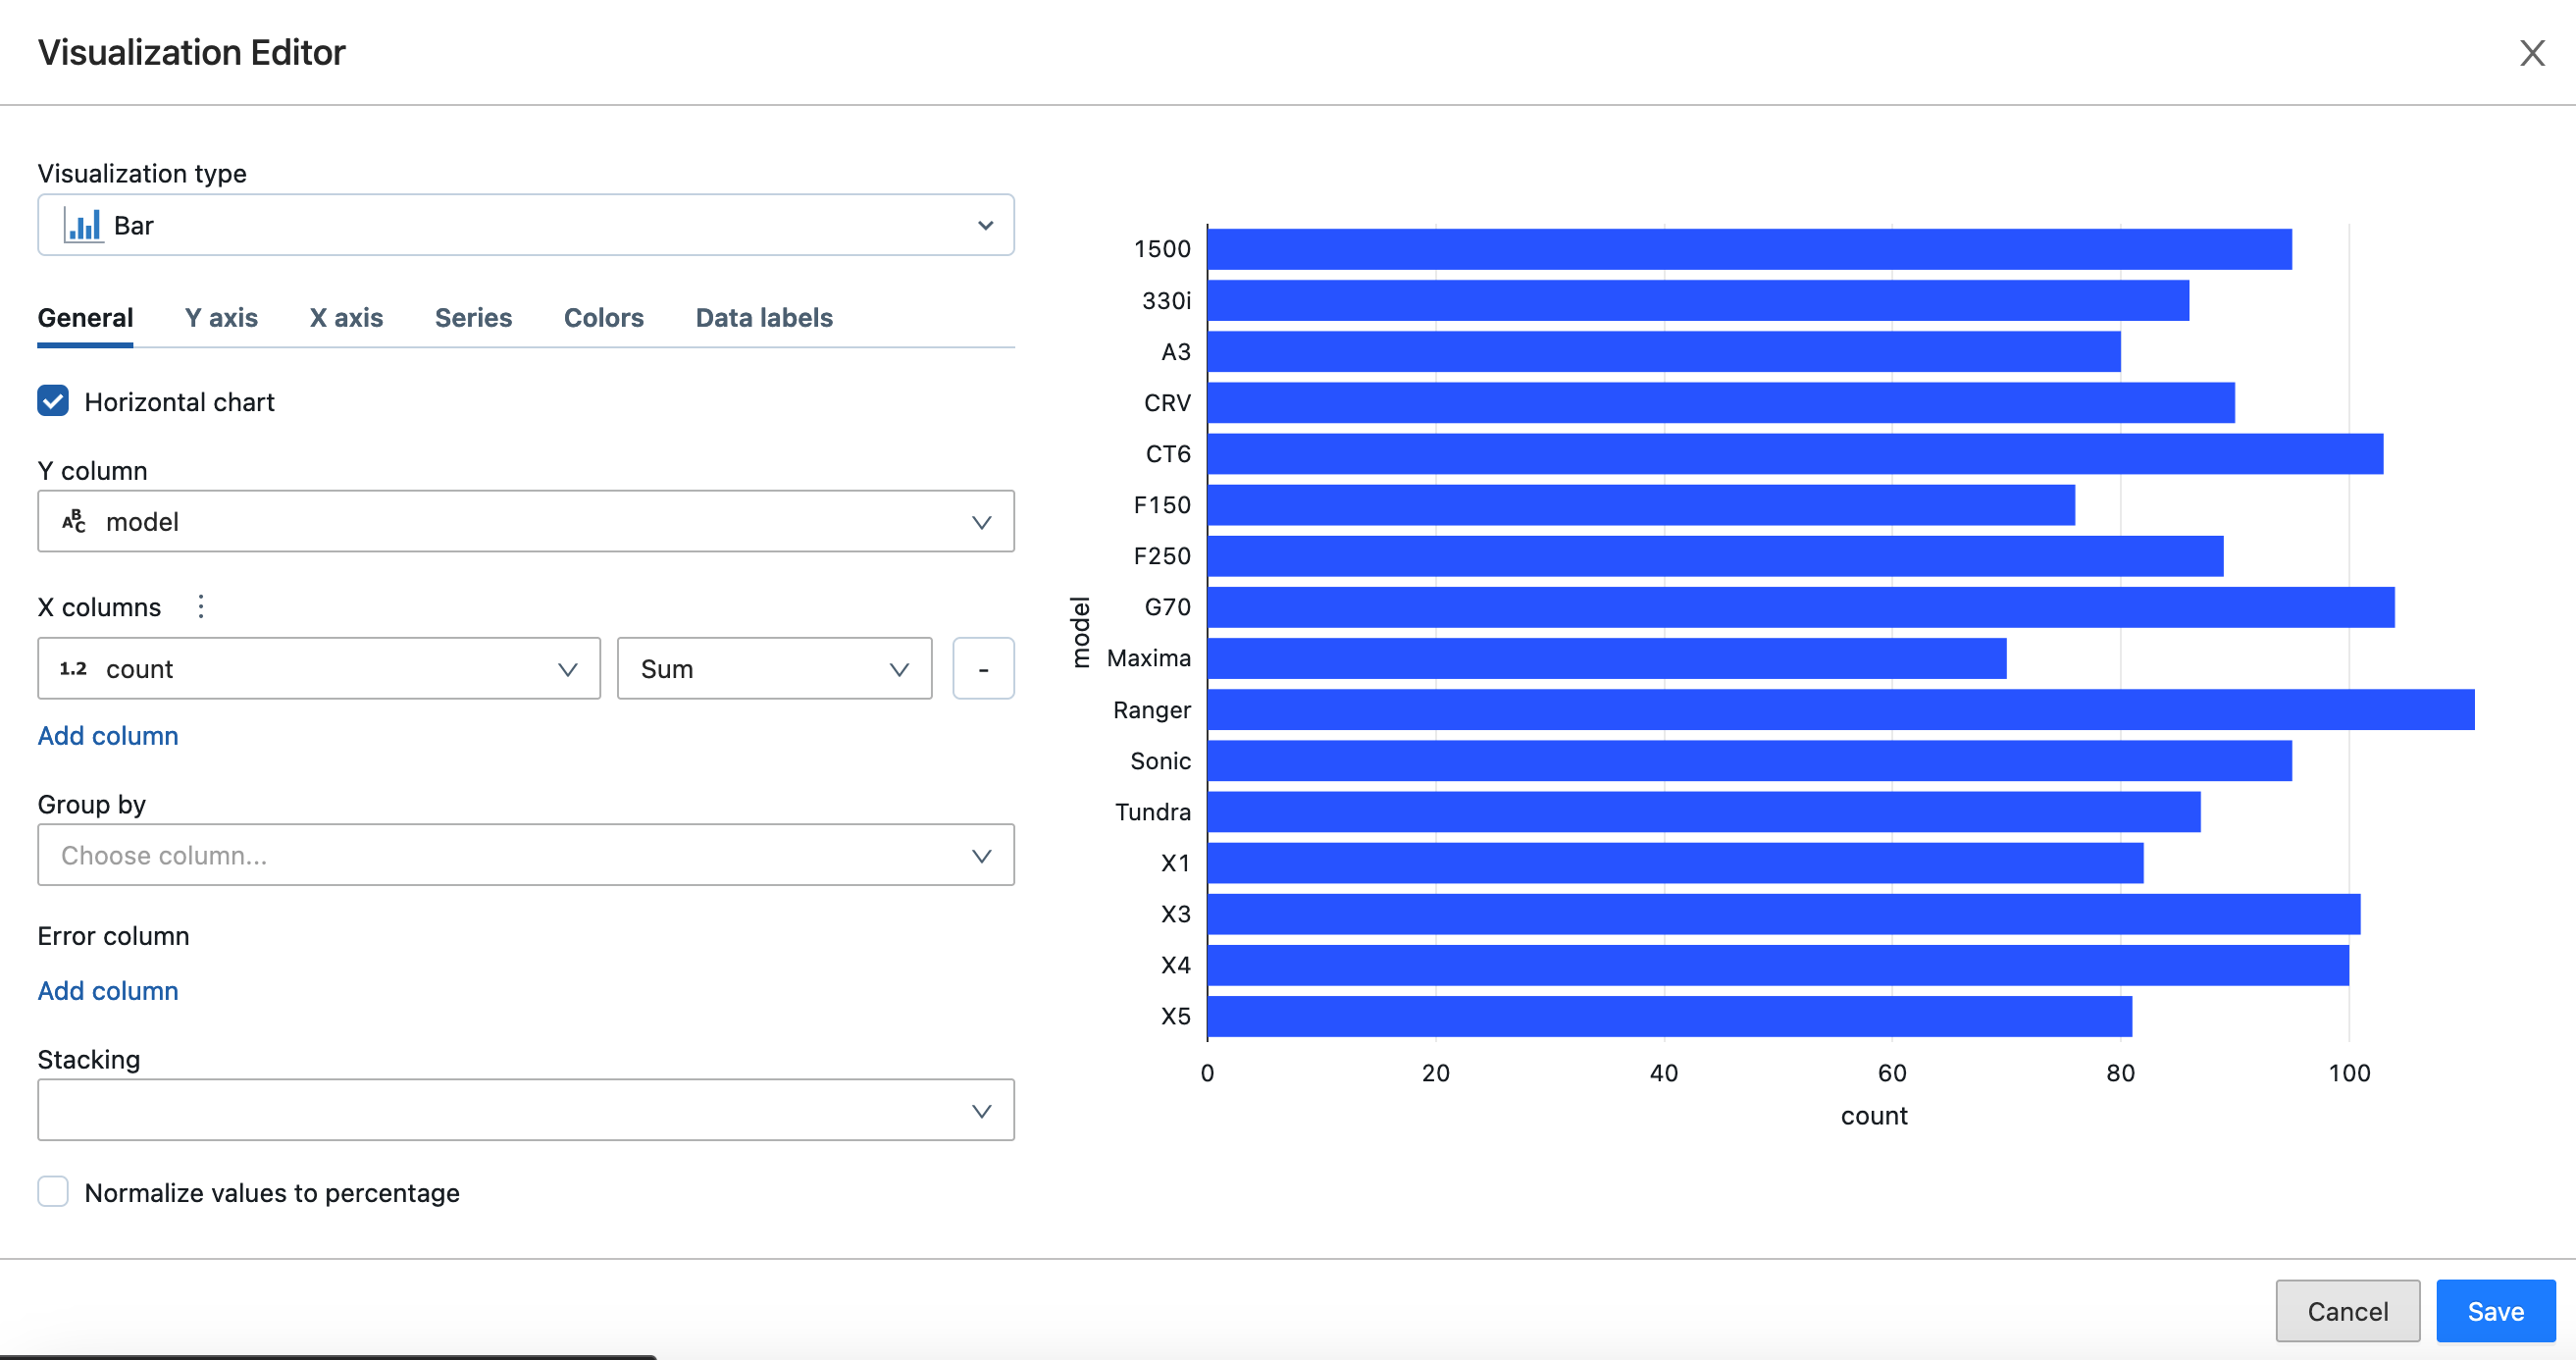 Visualization Editor
Visualization type
Bar
General Y axis X axis Series Colors Data labels
Horizontal chart
Y column
ABC model
X columns
1.2 count Sum -
Add column
Group by
Choose column...
Error column
Add column
Stacking
Normalize values to percentage
model
1500
330i
A3
CRV
CT6
F150
F250
G70
Maxima
Ranger
Sonic
Tundra
X1
X3
X4
X5
0 20 40 60 80 100
count
Cancel Save